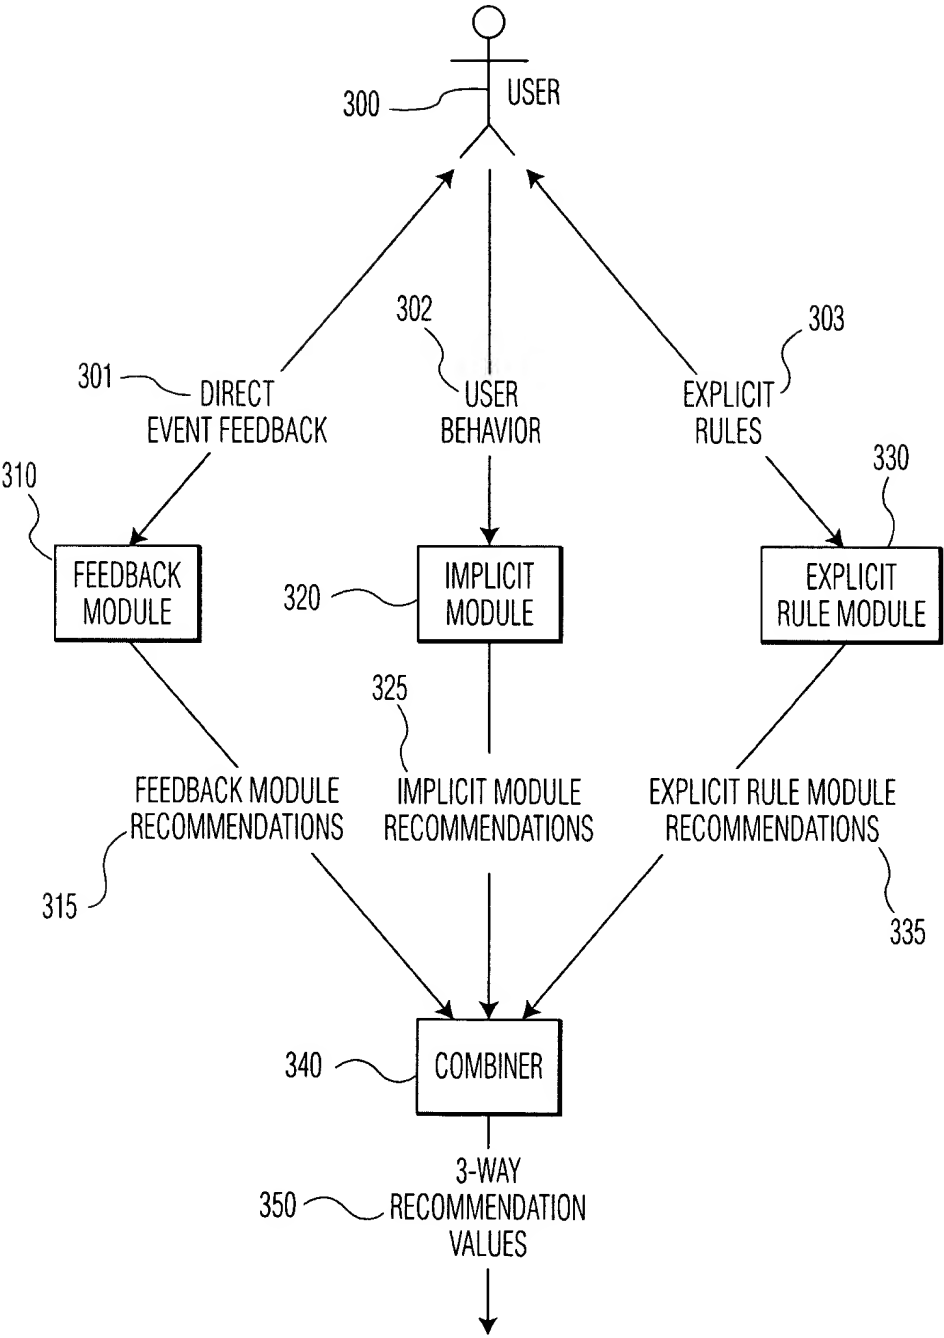 300
USER
302
303
301
DIRECT
EVENT FEEDBACK
USER
BEHAVIOR
EXPLICIT
RULES
310
330
FEEDBACK
MODULE
320
IMPLICIT
MODULE
EXPLICIT
RULE MODULE
325
FEEDBACK MODULE
RECOMMENDATIONS
IMPLICIT MODULE
RECOMMENDATIONS
EXPLICIT RULE MODULE
RECOMMENDATIONS
315
335
340
COMBINER
350
3-WAY
RECOMMENDATION
VALUES